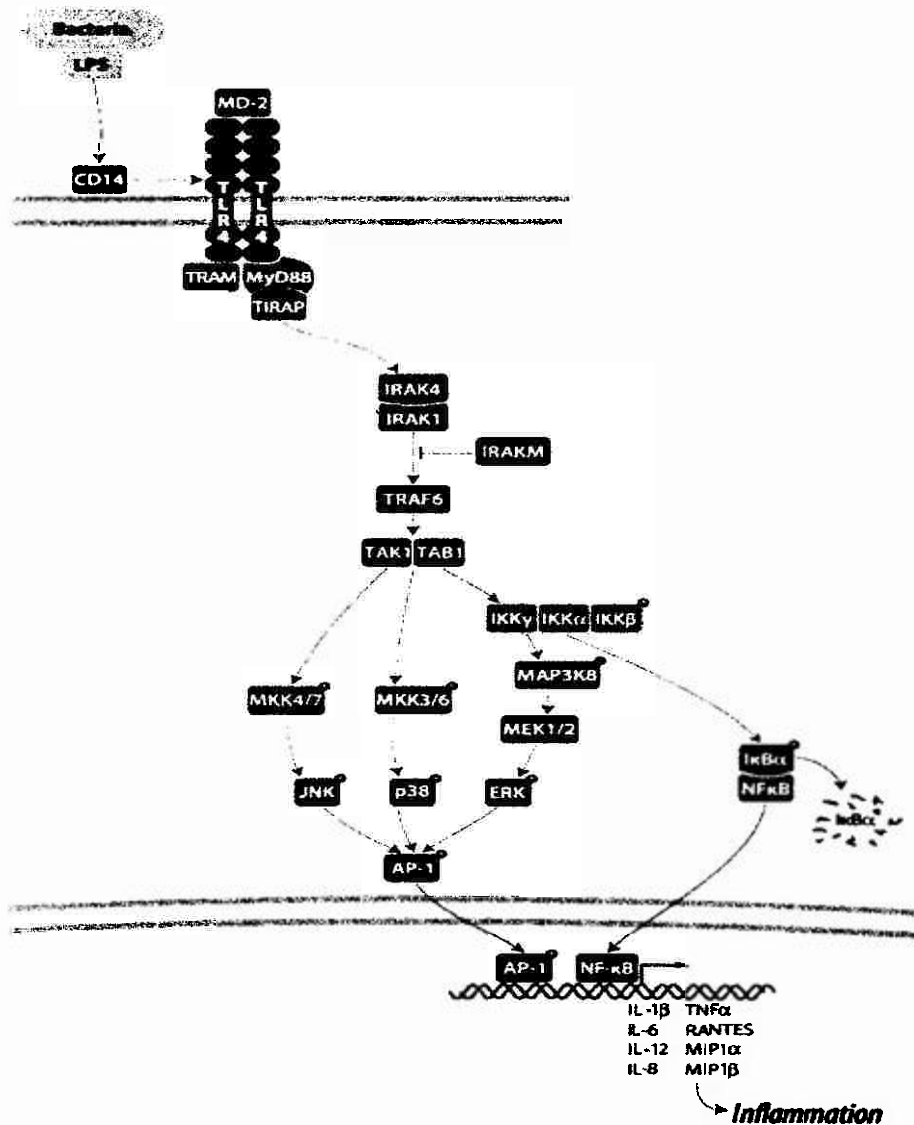 Bacteria
LPS
MD-2
CD14
TLR4 TLR4
TRAM MyD88
TIRAP
IRAK4
IRAK1
IRAKM
TRAF6
TAK1 TAB1
IKKγ IKKα IKKβ
MAP3K8
MKK4/7 MKK3/6
MEK1/2
IκBα
NFκB
JNK p38 ERK
IκBα
AP-1
AP-1 NF-κB
IL-1β TNFα
IL-6 RANTES
IL-12 MIP1α
IL-8 MIP1β
Inflammation